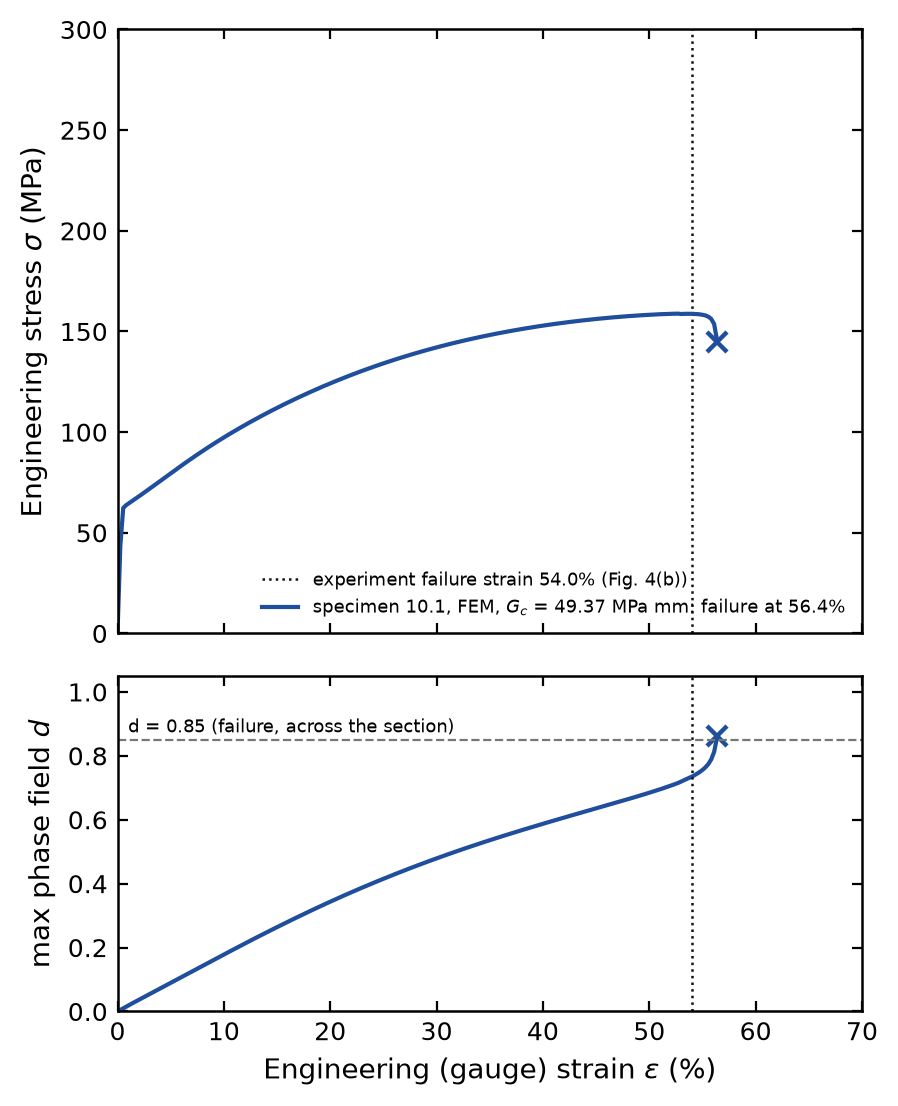 300
250
200
150
100
50
0
Engineering stress σ (MPa)
experiment failure strain 54.0% (Fig. 4(b))
specimen 10.1, FEM, G_c = 49.37 MPa mm: failure at 56.4%
1.0
0.8
0.6
0.4
0.2
0.0
max phase field d
d = 0.85 (failure, across the section)
0 10 20 30 40 50 60 70
Engineering (gauge) strain ε (%)